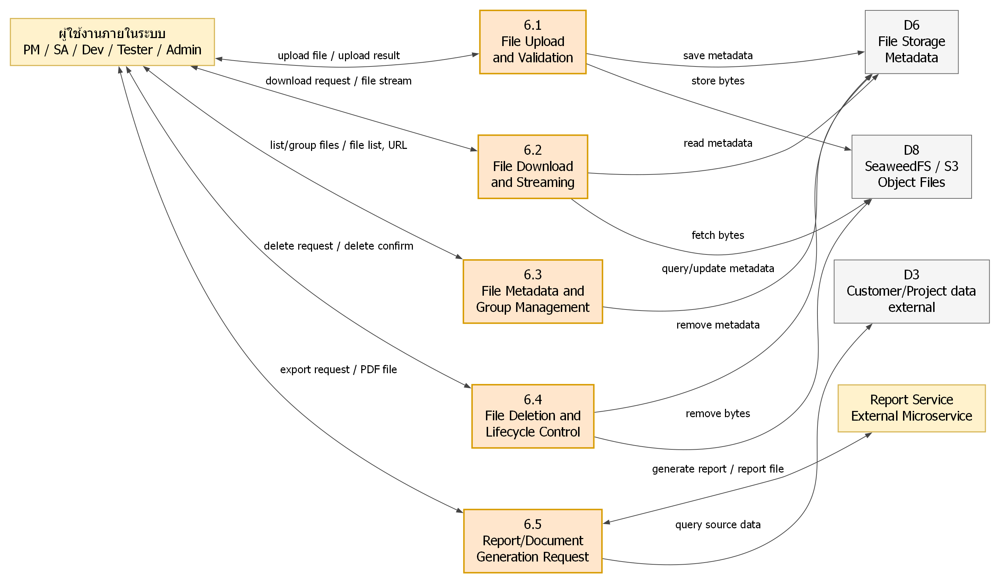 ผู้ใช้งานภายในระบบ
PM / SA / Dev / Tester / Admin
6.1
File Upload
and Validation
D6
File Storage
Metadata
upload file / upload result
save metadata
download request / file stream
store bytes
6.2
File Download
and Streaming
D8
SeaweedFS / S3
Object Files
list/group files / file list, URL
read metadata
fetch bytes
delete request / delete confirm
6.3
File Metadata and
Group Management
query/update metadata
D3
Customer/Project data
external
remove metadata
export request / PDF file
6.4
File Deletion and
Lifecycle Control
remove bytes
Report Service
External Microservice
generate report / report file
6.5
Report/Document
Generation Request
query source data